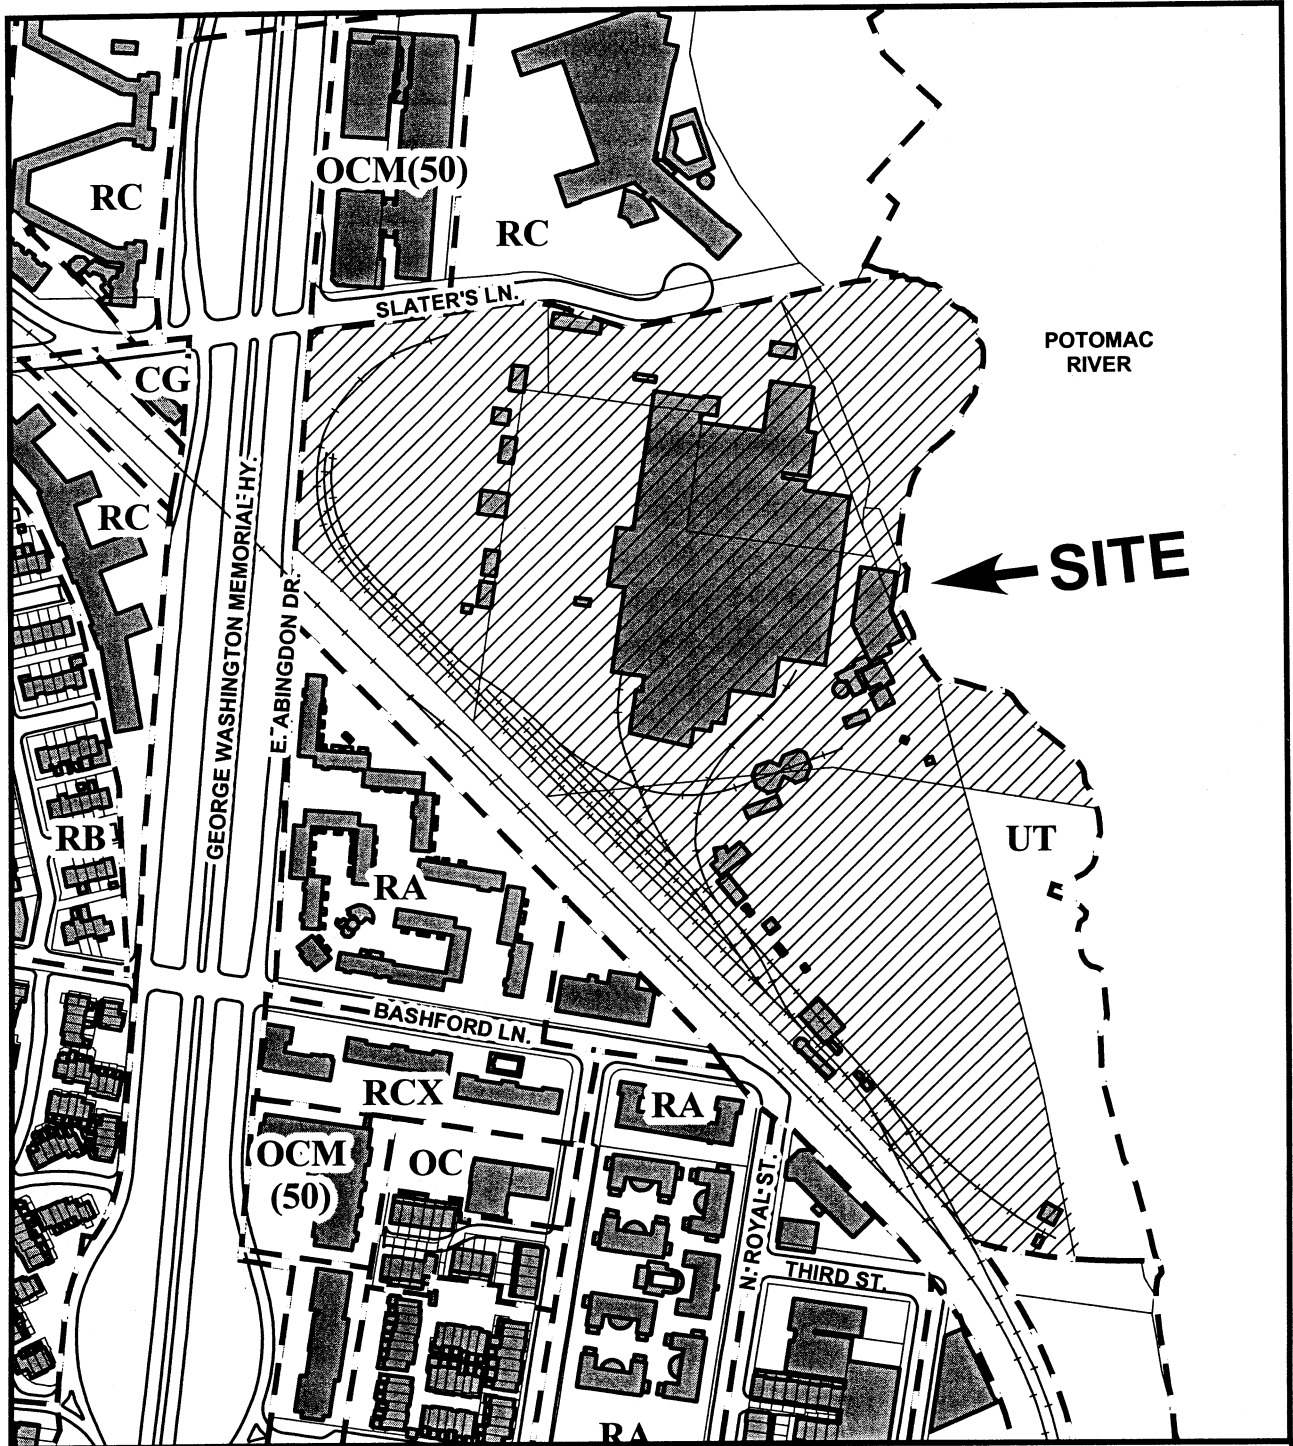 OCM(50)
RC
RC
SLATER'S LN.
POTOMAC
RIVER
CG
RC
GEORGE WASHINGTON MEMORIAL HY.
E. ABINGDON DR.
SITE
RB
RA
UT
BASHFORD LN.
RCX
RA
OCM
(50)
OC
N. ROYAL ST.
THIRD ST.
RA